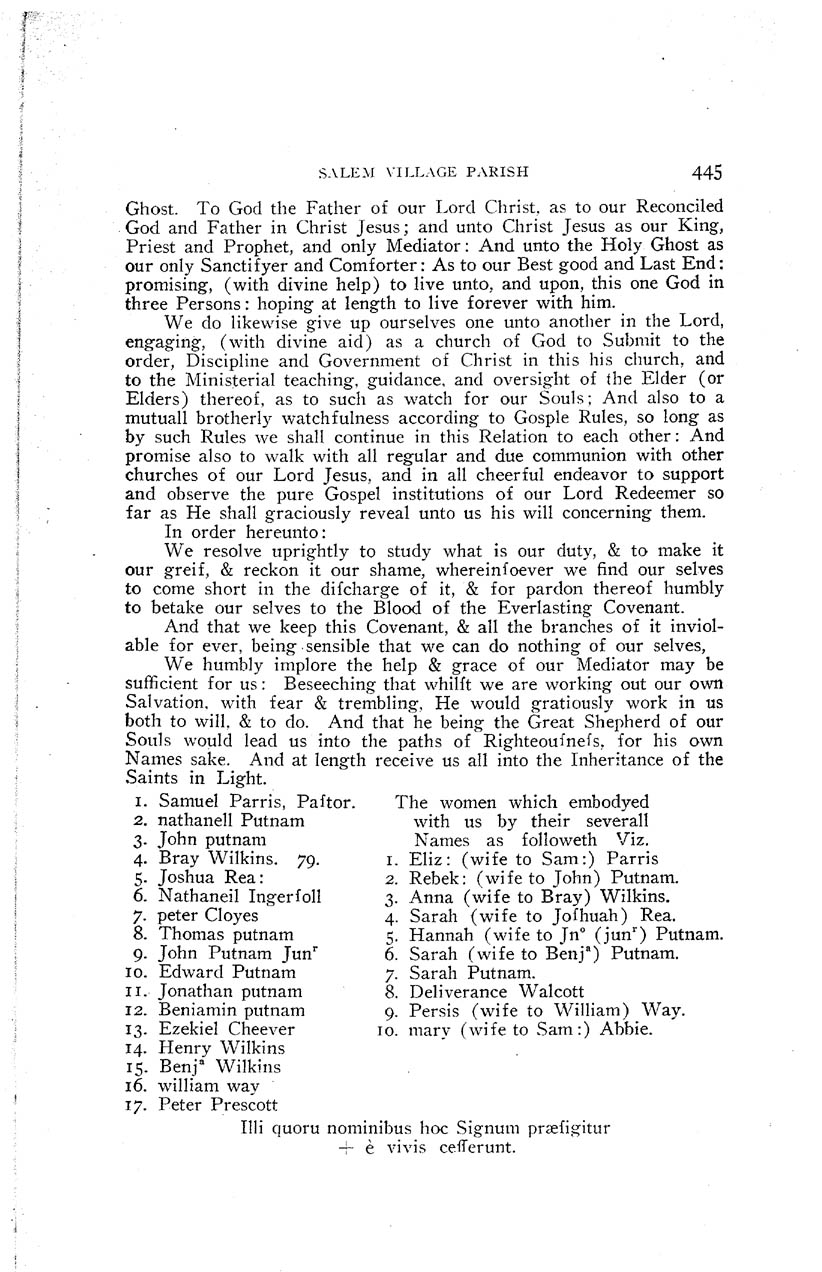 SALEM VILLAGE PARISH 445
Ghost. To God the Father of our Lord Christ, as to our Reconciled
God and Father in Christ Jesus; and unto Christ Jesus as our King,
Priest and Prophet, and only Mediator: And unto the Holy Ghost as
our only Sanctifyer and Comforter: As to our Best good and Last End:
promising, (with divine help) to live unto, and upon, this one God in
three Persons: hoping at length to live forever with him.
We do likewise give up ourselves one unto another in the Lord,
engaging, (with divine aid) as a church of God to Submit to the
order, Discipline and Government of Christ in this his church, and
to the Ministerial teaching, guidance, and oversight of the Elder (or
Elders) thereof, as to such as watch for our Souls; And also to a
mutuall brotherly watchfulness according to Gosple Rules, so long as
by such Rules we shall continue in this Relation to each other: And
promise also to walk with all regular and due communion with other
churches of our Lord Jesus, and in all cheerful endeavor to support
and observe the pure Gospel institutions of our Lord Redeemer so
far as He shall graciously reveal unto us his will concerning them.
In order hereunto:
We resolve uprightly to study what is our duty, & to make it
our greif, & reckon it our shame, whereinſoever we find our selves
to come short in the diſcharge of it, & for pardon thereof humbly
to betake our selves to the Blood of the Everlasting Covenant.
And that we keep this Covenant, & all the branches of it inviol-
able for ever, being sensible that we can do nothing of our selves,
We humbly implore the help & grace of our Mediator may be
sufficient for us: Beseeching that whilſt we are working out our own
Salvation, with fear & trembling, He would gratiously work in us
both to will, & to do. And that he being the Great Shepherd of our
Souls would lead us into the paths of Righteouſneſs, for his own
Names sake. And at length receive us all into the Inheritance of the
Saints in Light.
1. Samuel Parris, Paſtor.
2. nathanell Putnam
3. John putnam
4. Bray Wilkins. 79.
5. Joshua Rea:
6. Nathaneil Ingerſoll
7. peter Cloyes
8. Thomas putnam
9. John Putnam Junʳ
10. Edward Putnam
11. Jonathan putnam
12. Beniamin putnam
13. Ezekiel Cheever
14. Henry Wilkins
15. Benjᵃ Wilkins
16. william way
17. Peter Prescott
The women which embodyed
with us by their severall
Names as followeth Viz.
1. Eliz: (wife to Sam:) Parris
2. Rebek: (wife to John) Putnam.
3. Anna (wife to Bray) Wilkins.
4. Sarah (wife to Joſhuah) Rea.
5. Hannah (wife to Jnᵒ (junʳ) Putnam.
6. Sarah (wife to Benjᵃ) Putnam.
7. Sarah Putnam.
8. Deliverance Walcott
9. Persis (wife to William) Way.
10. mary (wife to Sam:) Abbie.
Illi quoru nominibus hoc Signum præfigitur
+ è vivis ceſſerunt.